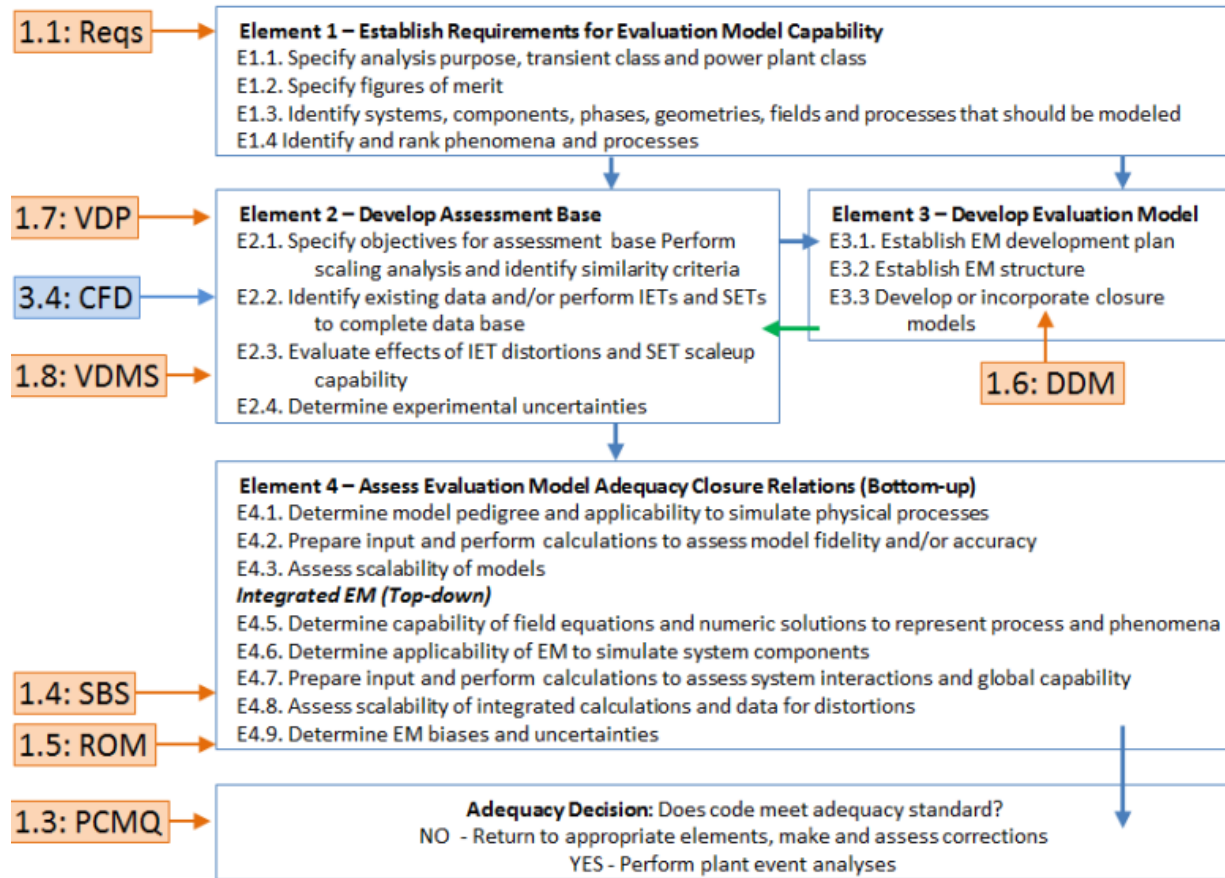 1.1: Reqs
Element 1 – Establish Requirements for Evaluation Model Capability
E1.1. Specify analysis purpose, transient class and power plant class
E1.2. Specify figures of merit
E1.3. Identify systems, components, phases, geometries, fields and processes that should be modeled
E1.4 Identify and rank phenomena and processes
1.7: VDP
3.4: CFD
1.8: VDMS
Element 2 – Develop Assessment Base
E2.1. Specify objectives for assessment base Perform
scaling analysis and identify similarity criteria
E2.2. Identify existing data and/or perform IETs and SETs
to complete data base
E2.3. Evaluate effects of IET distortions and SET scaleup
capability
E2.4. Determine experimental uncertainties
Element 3 – Develop Evaluation Model
E3.1. Establish EM development plan
E3.2 Establish EM structure
E3.3 Develop or incorporate closure
models
1.6: DDM
Element 4 – Assess Evaluation Model Adequacy Closure Relations (Bottom-up)
E4.1. Determine model pedigree and applicability to simulate physical processes
E4.2. Prepare input and perform calculations to assess model fidelity and/or accuracy
E4.3. Assess scalability of models
Integrated EM (Top-down)
E4.5. Determine capability of field equations and numeric solutions to represent process and phenomena
E4.6. Determine applicability of EM to simulate system components
E4.7. Prepare input and perform calculations to assess system interactions and global capability
E4.8. Assess scalability of integrated calculations and data for distortions
E4.9. Determine EM biases and uncertainties
1.4: SBS
1.5: ROM
1.3: PCMQ
Adequacy Decision: Does code meet adequacy standard?
NO - Return to appropriate elements, make and assess corrections
YES - Perform plant event analyses